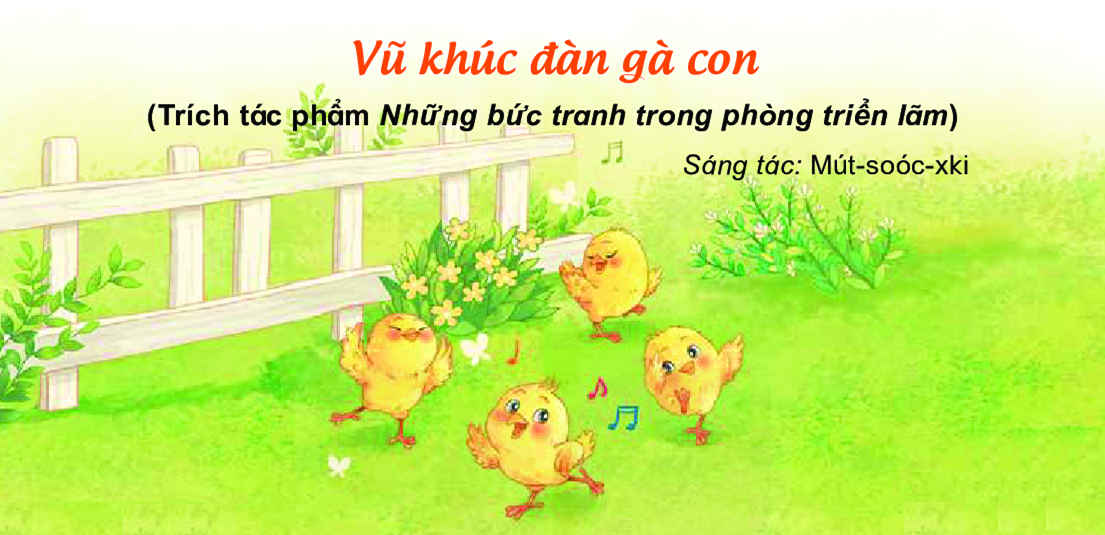 Vũ khúc đàn gà con
(Trích tác phẩm Những bức tranh trong phòng triển lãm)
Sáng tác: Mút-soóc-xki